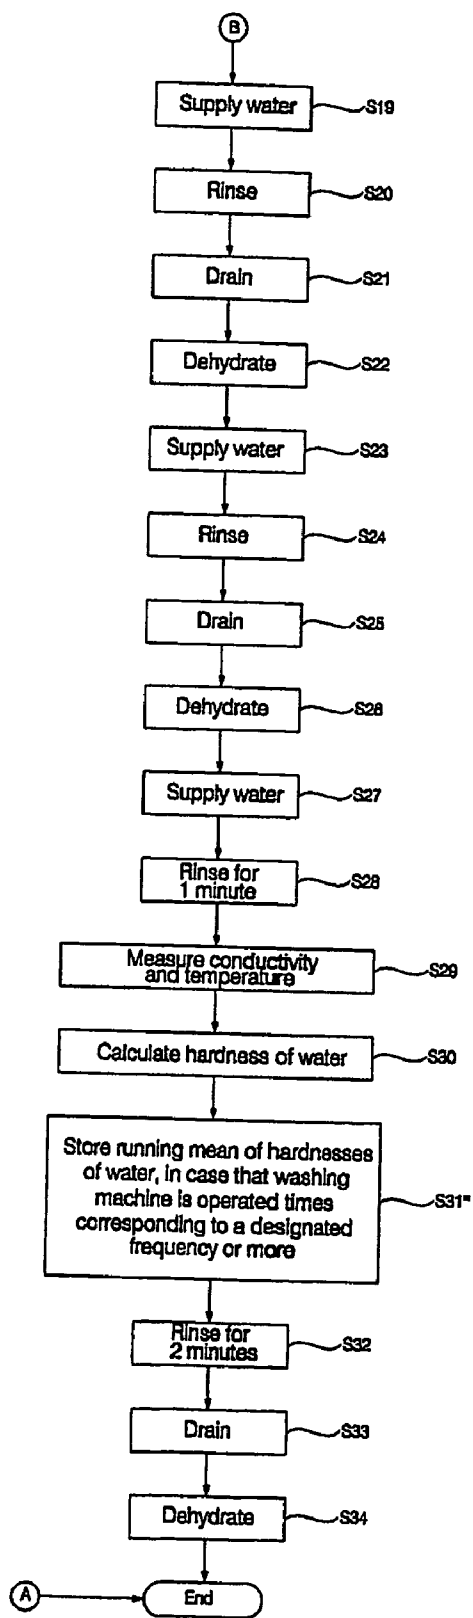 B
Supply water
S19
Rinse
S20
Drain
S21
Dehydrate
S22
Supply water
S23
Rinse
S24
Drain
S25
Dehydrate
S26
Supply water
S27
Rinse for
1 minute
S28
Measure conductivity
and temperature
S29
Calculate hardness of water
S30
Store running mean of hardnesses
of water, in case that washing
machine is operated times
corresponding to a designated
frequency or more
S31"
Rinse for
2 minutes
S32
Drain
S33
Dehydrate
S34
A
End